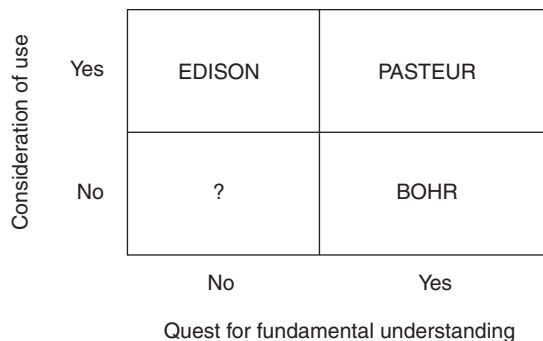 Consideration of use
Yes
EDISON
PASTEUR
No
?
BOHR
No
Yes
Quest for fundamental understanding